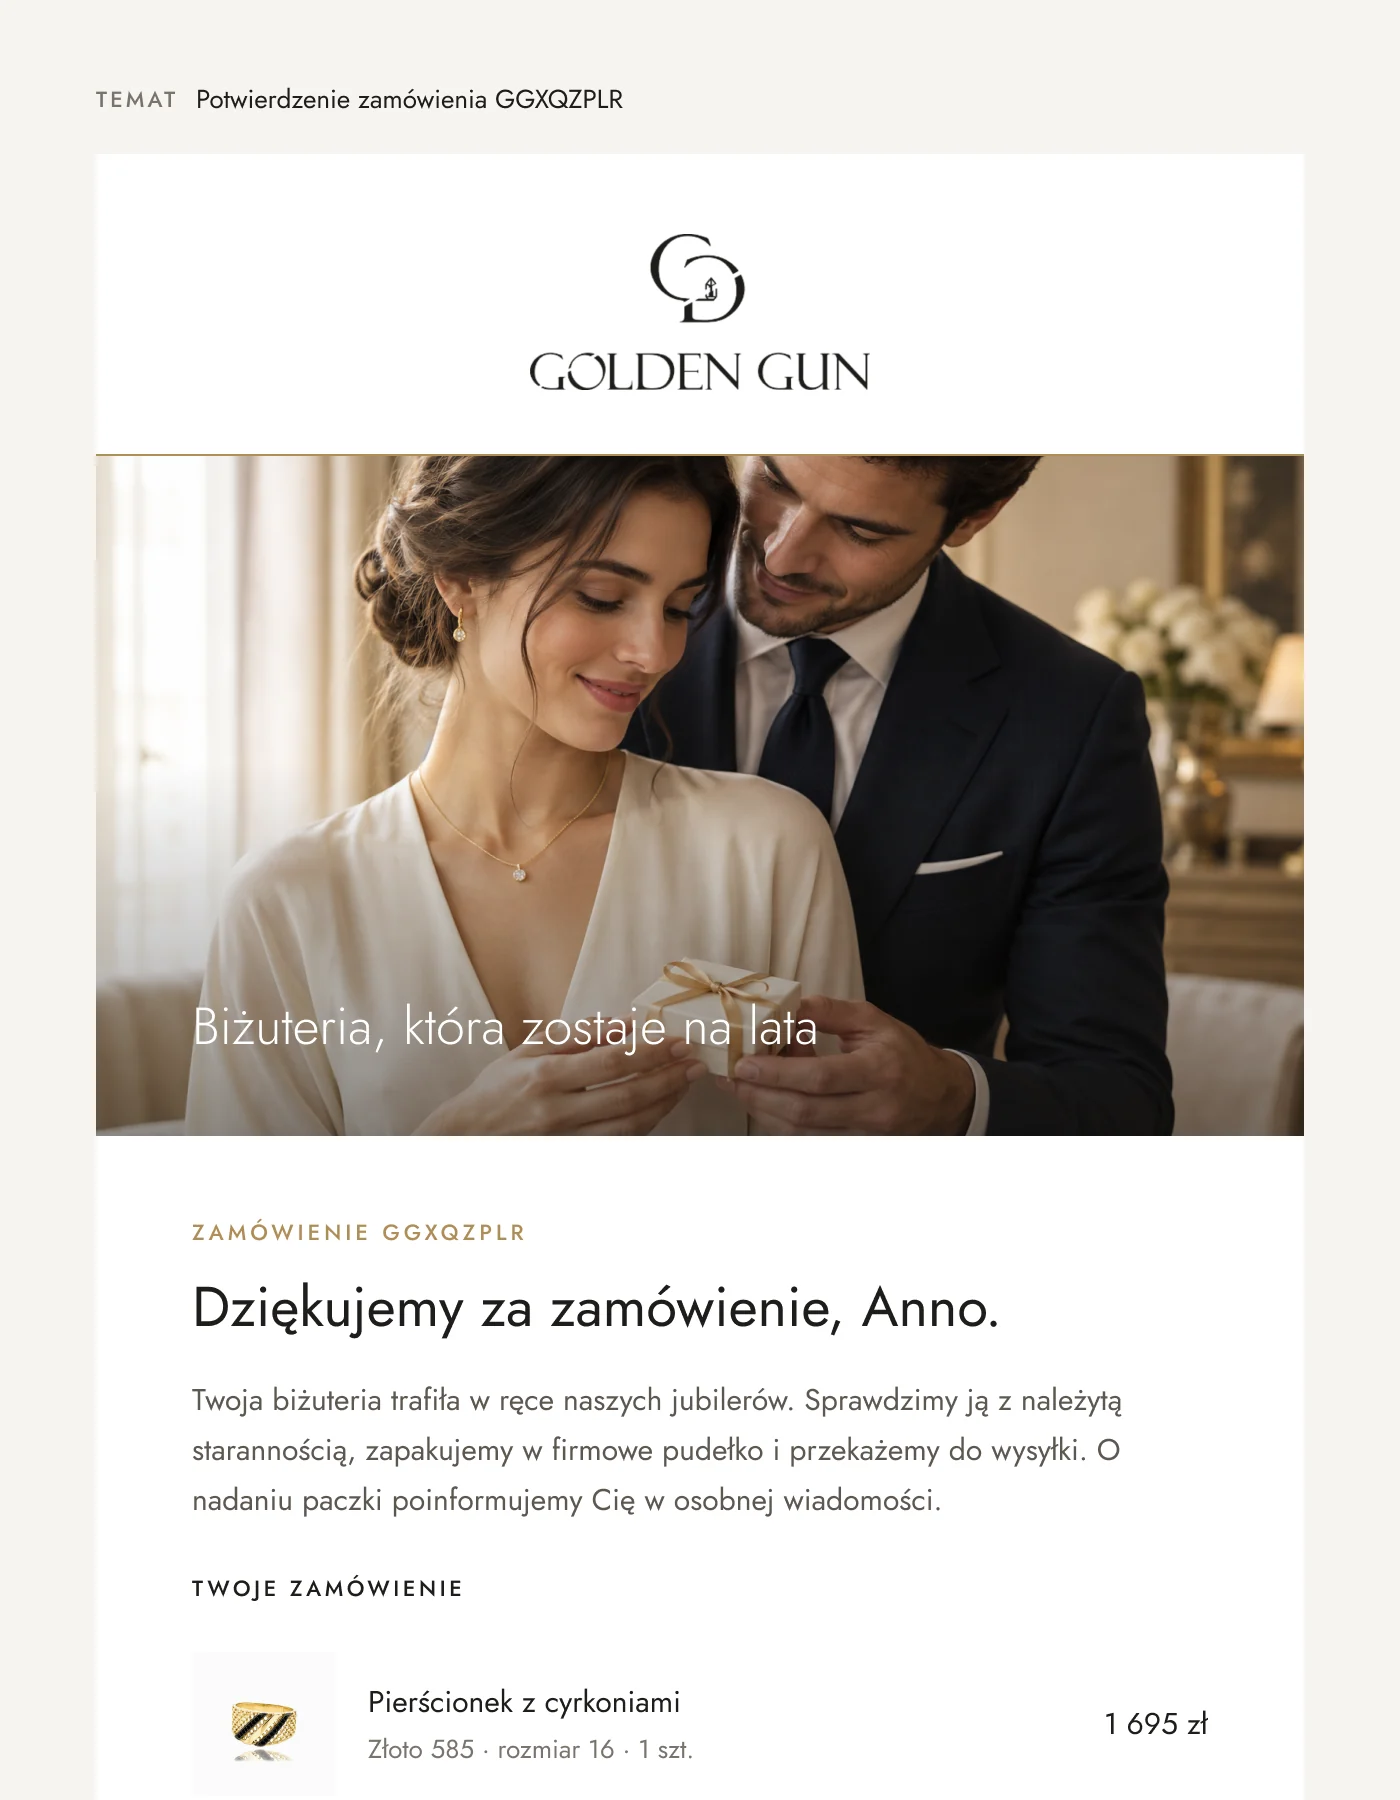 TEMAT Potwierdzenie zamówienia GGXQZPLR
GOLDEN GUN
Biżuteria, która zostaje na lata
ZAMÓWIENIE GGXQZPLR
Dziękujemy za zamówienie, Anno.
Twoja biżuteria trafiła w ręce naszych jubilerów. Sprawdzimy ją z należytą
starannością, zapakujemy w firmowe pudełko i przekażemy do wysyłki. O
nadaniu paczki poinformujemy Cię w osobnej wiadomości.
TWOJE ZAMÓWIENIE
Pierścionek z cyrkoniami
Złoto 585 · rozmiar 16 · 1 szt.
1 695 zł